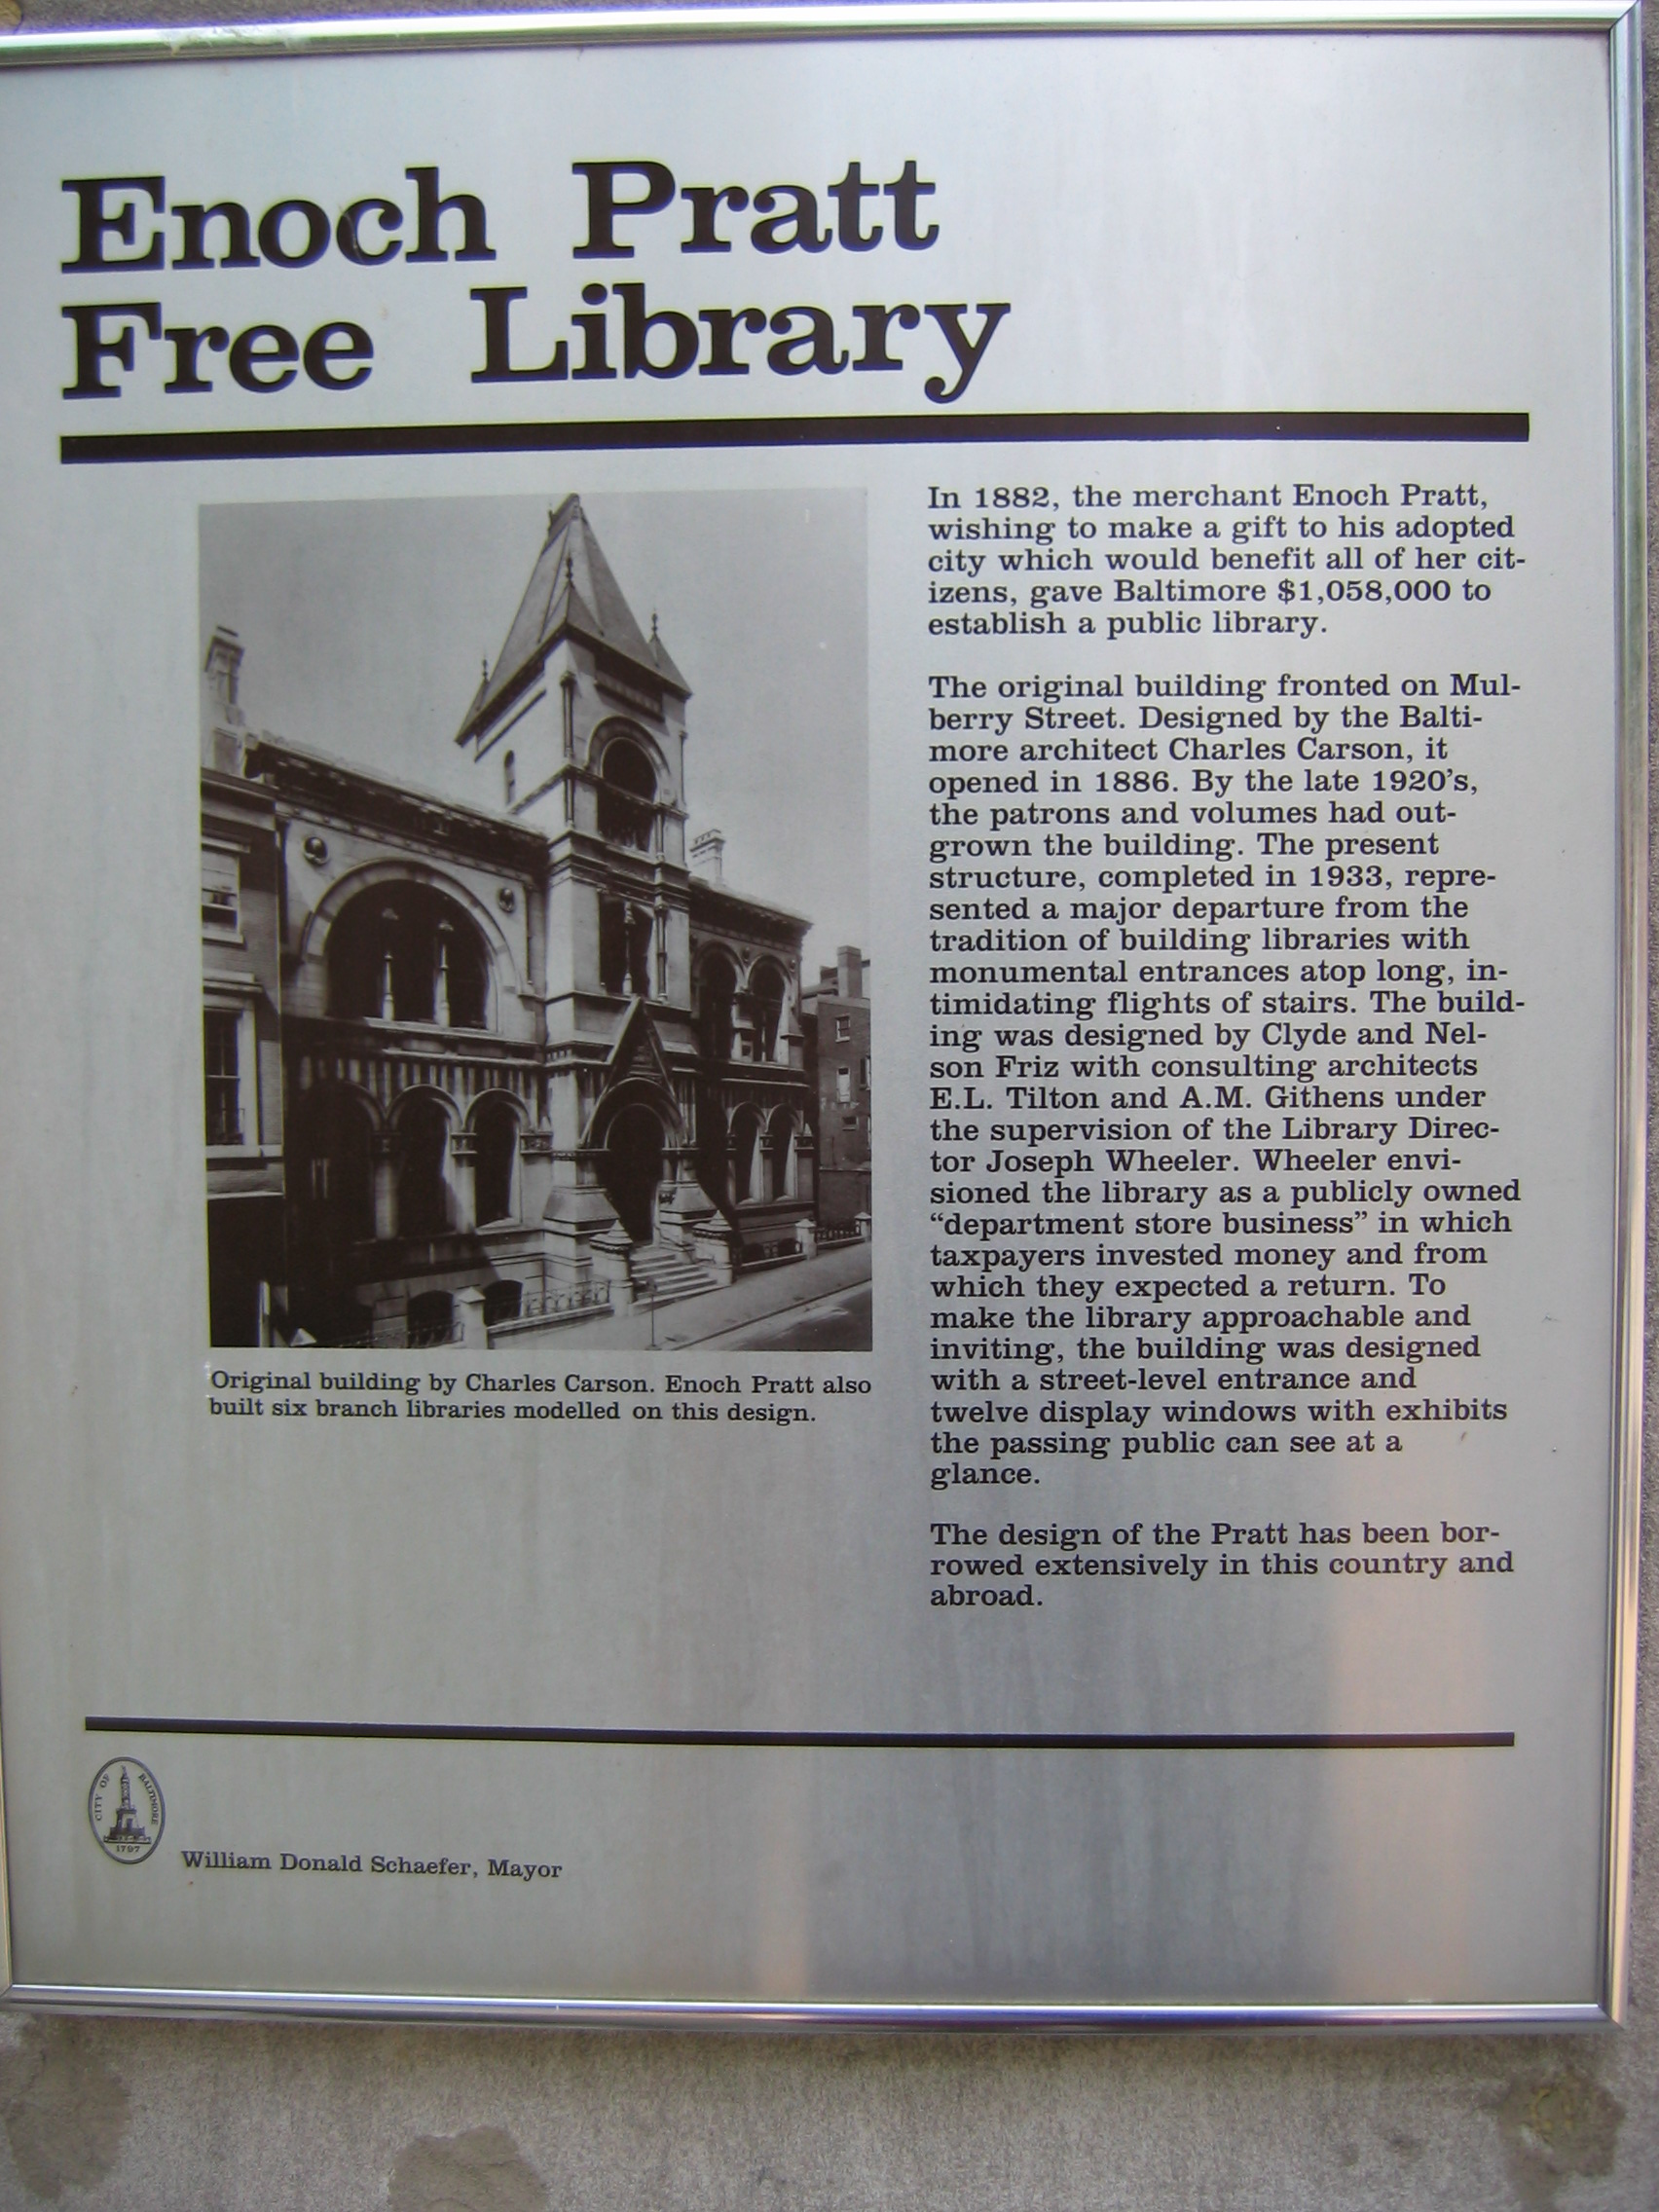 Enoch Pratt
Free Library
In 1882, the merchant Enoch Pratt,
wishing to make a gift to his adopted
city which would benefit all of her cit-
izens, gave Baltimore $1,058,000 to
establish a public library.
The original building fronted on Mul-
berry Street. Designed by the Balti-
more architect Charles Carson, it
opened in 1886. By the late 1920's,
the patrons and volumes had out-
grown the building. The present
structure, completed in 1933, repre-
sented a major departure from the
tradition of building libraries with
monumental entrances atop long, in-
timidating flights of stairs. The build-
ing was designed by Clyde and Nel-
son Friz with consulting architects
E.L. Tilton and A.M. Githens under
the supervision of the Library Direc-
tor Joseph Wheeler. Wheeler envi-
sioned the library as a publicly owned
“department store business” in which
taxpayers invested money and from
which they expected a return. To
make the library approachable and
inviting, the building was designed
with a street-level entrance and
twelve display windows with exhibits
the passing public can see at a
glance.
The design of the Pratt has been bor-
rowed extensively in this country and
abroad.
Original building by Charles Carson. Enoch Pratt also
built six branch libraries modelled on this design.
CITY OF BALTIMORE
1797
William Donald Schaefer, Mayor